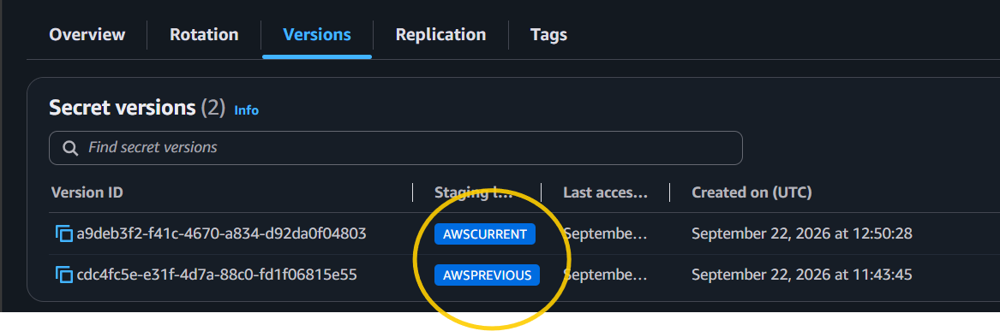 Overview Rotation Versions Replication Tags
Secret versions (2) Info
Find secret versions
Version ID Staging l... Last acces... Created on (UTC)
a9deb3f2-f41c-4670-a834-d92da0f04803 AWSCURRENT Septembe... September 22, 2026 at 12:50:28
cdc4fc5e-e31f-4d7a-88c0-fd1f06815e55 AWSPREVIOUS Septembe... September 22, 2026 at 11:43:45